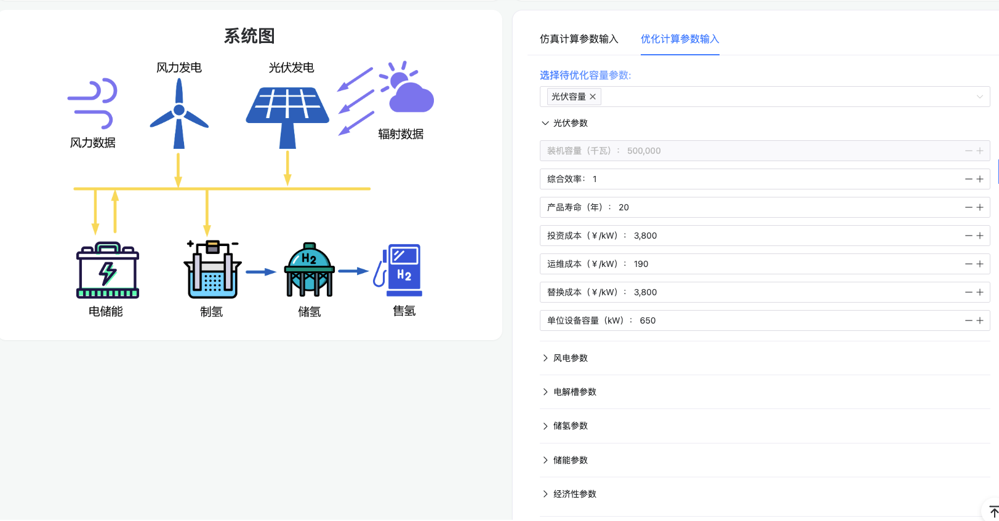 系统图
风力发电
光伏发电
风力数据
辐射数据
H2
H2
电储能
制氢
储氢
售氢
仿真计算参数输入
优化计算参数输入
选择待优化容量参数:
光伏容量
光伏参数
装机容量（千瓦）： 500,000
综合效率： 1
产品寿命（年）： 20
投资成本（￥/kW）： 3,800
运维成本（￥/kW）： 190
替换成本（￥/kW）： 3,800
单位设备容量（kW）： 650
风电参数
电解槽参数
储氢参数
储能参数
经济性参数